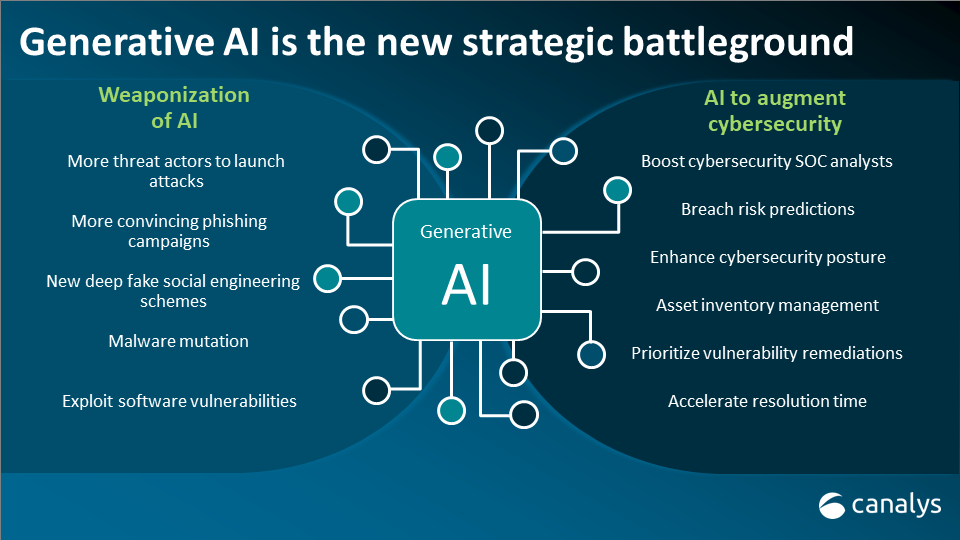 Generative AI is the new strategic battleground
Weaponization
of AI
More threat actors to launch
attacks
More convincing phishing
campaigns
New deep fake social engineering
schemes
Malware mutation
Exploit software vulnerabilities
Generative
AI
AI to augment
cybersecurity
Boost cybersecurity SOC analysts
Breach risk predictions
Enhance cybersecurity posture
Asset inventory management
Prioritize vulnerability remediations
Accelerate resolution time
canalys